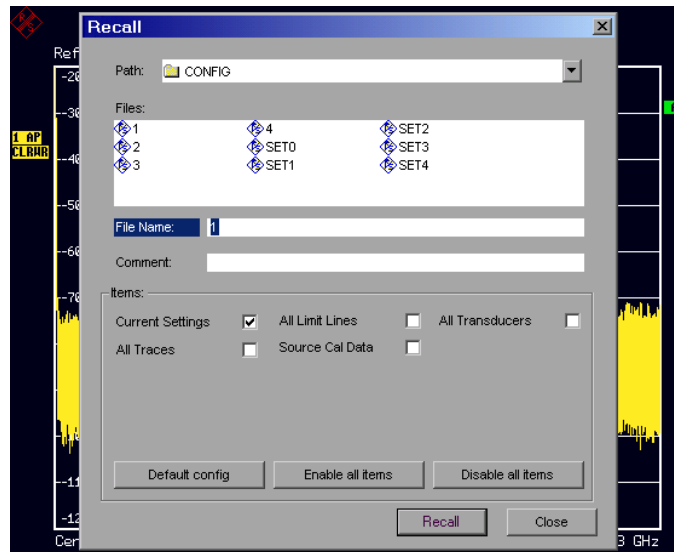 Recall
Ref
Path: CONFIG
-20
Files:
-30
1 4 SET2
1 AP
2 SET0 SET3
CLRWR
3 SET1 SET4
-40
-50
File Name: 1
-60
Comment:
-70
Items:
Current Settings All Limit Lines All Transducers
All Traces Source Cal Data
Default config Enable all items Disable all items
-11
-12
Recall Close
Cen
3 GHz